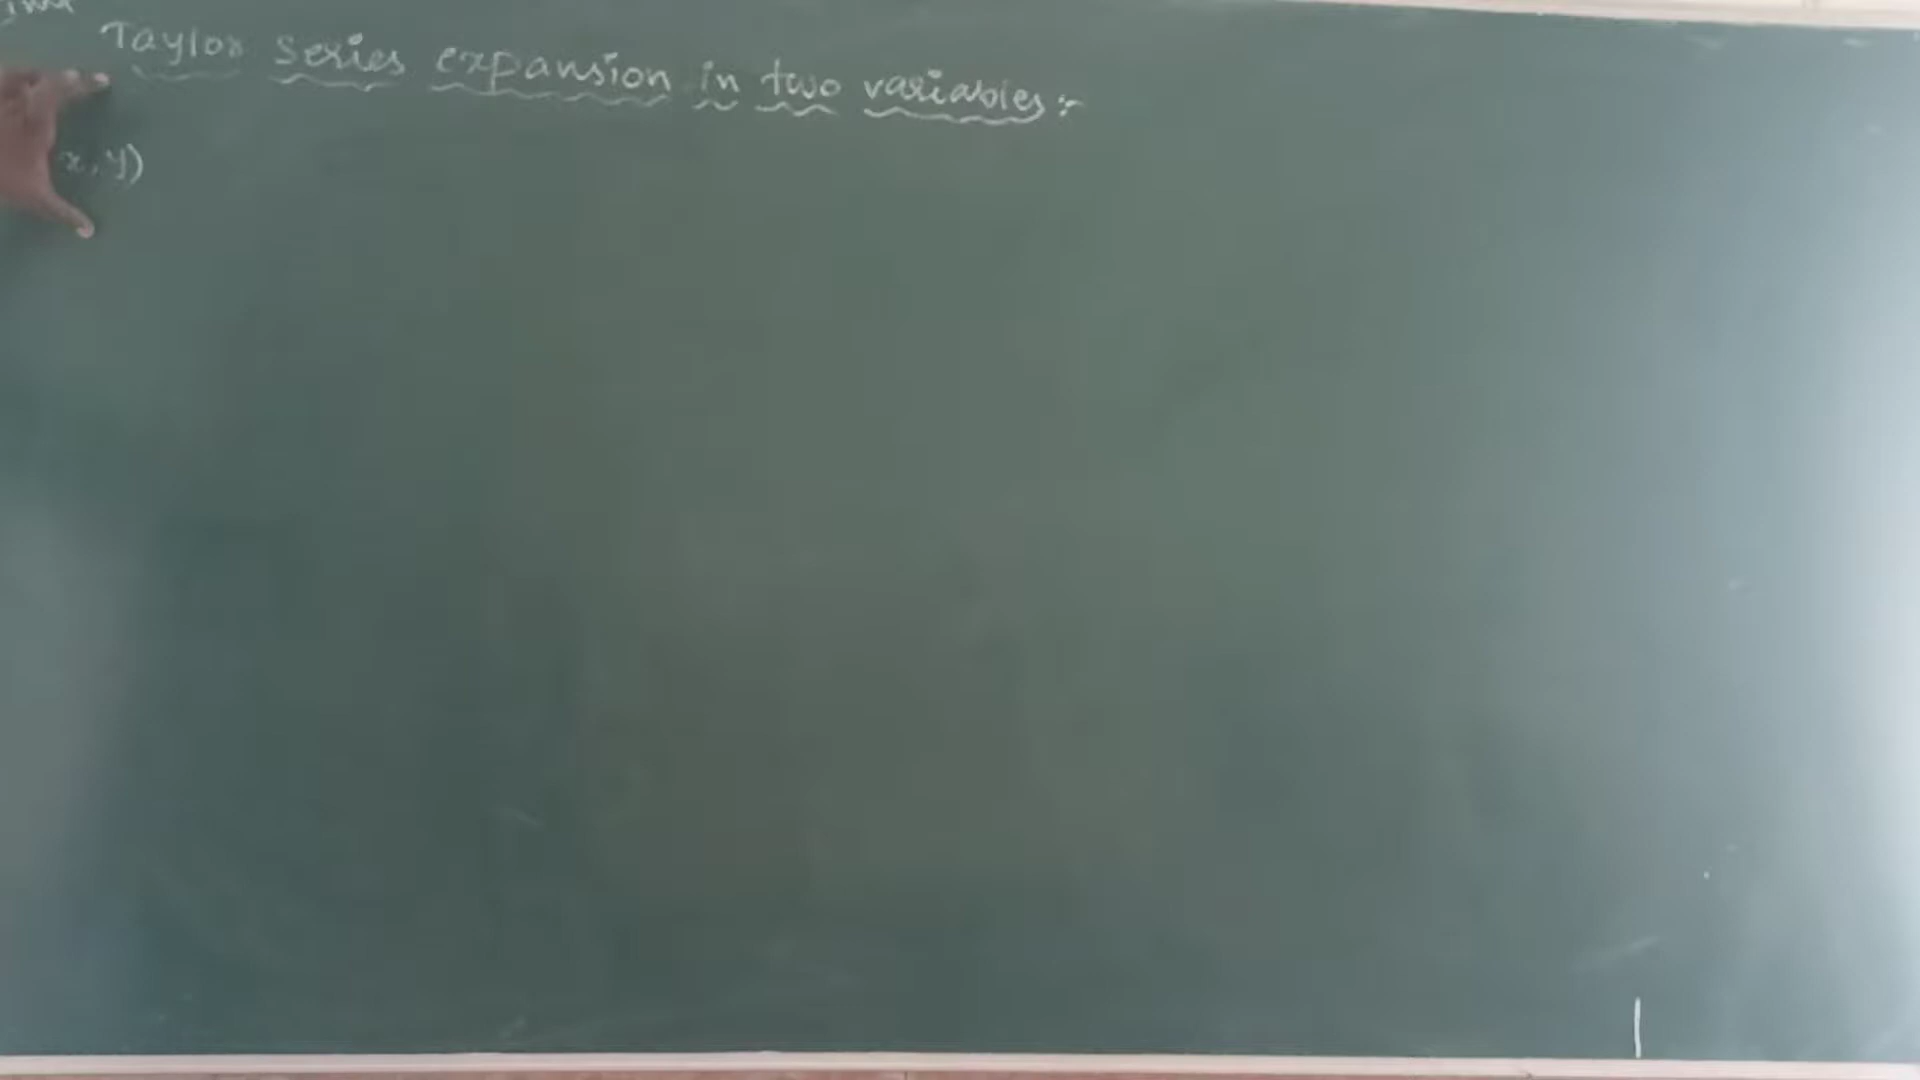 Taylor Series expansion in two variables :-
x, y)